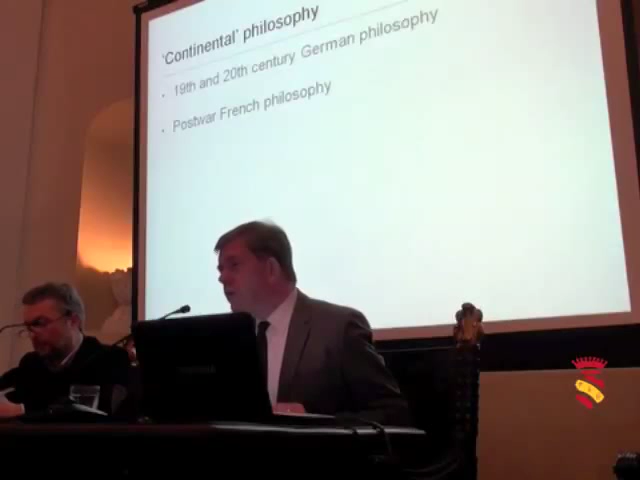 'Continental' philosophy
• 19th and 20th century German philosophy
• Postwar French philosophy